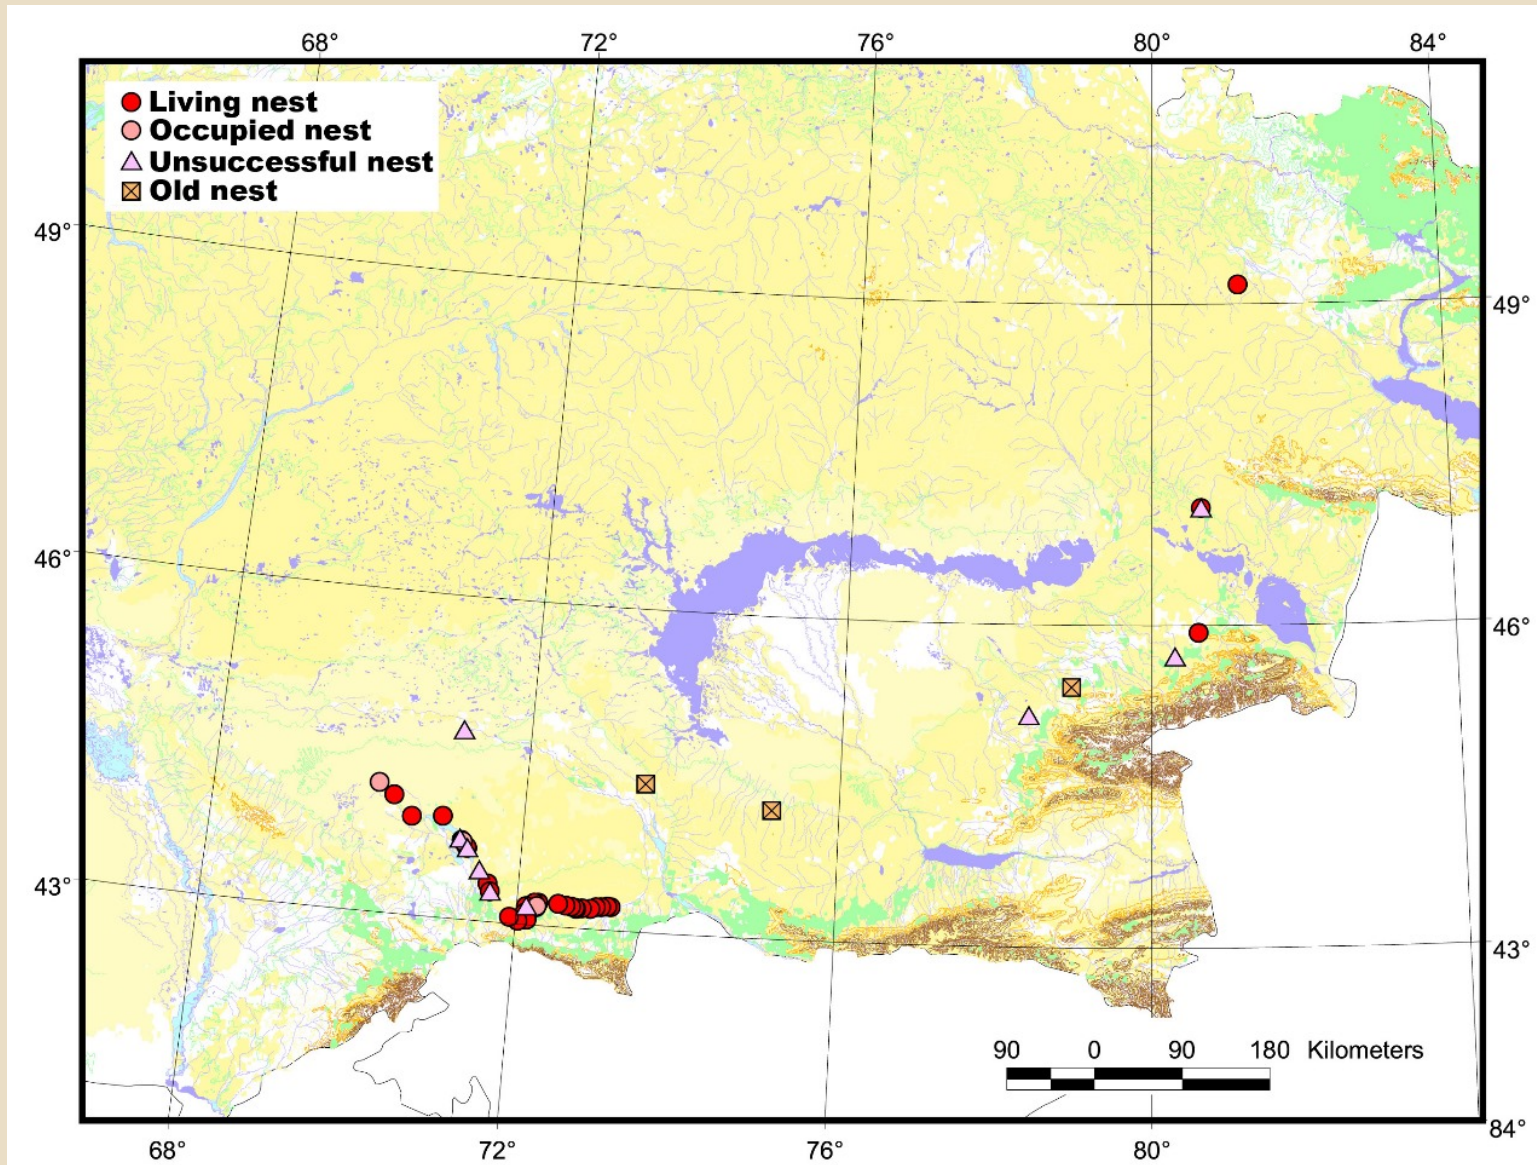 68° 72° 76° 80° 84°
Living nest
Occupied nest
Unsuccessful nest
Old nest
49°
49°
46°
46°
43°
43°
90 0 90 180 Kilometers
84°
68° 72° 76° 80°